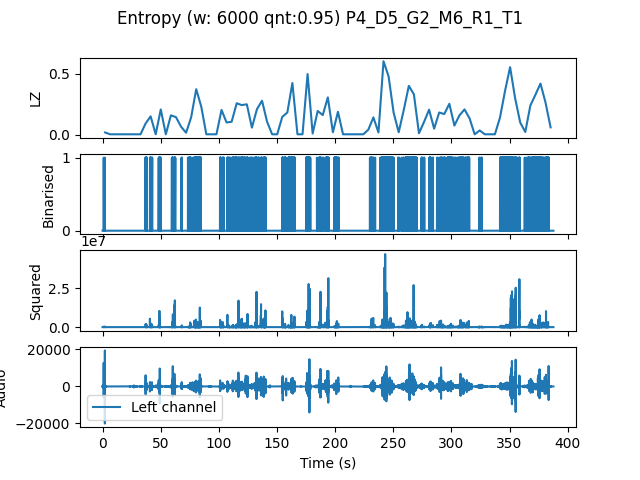 Entropy (w: 6000 qnt:0.95) P4_D5_G2_M6_R1_T1
LZ
0.5
0.0
Binarised
1
0
1e7
Squared
2.5
0.0
Audio
20000
0
−20000
Left channel
0 50 100 150 200 250 300 350 400
Time (s)